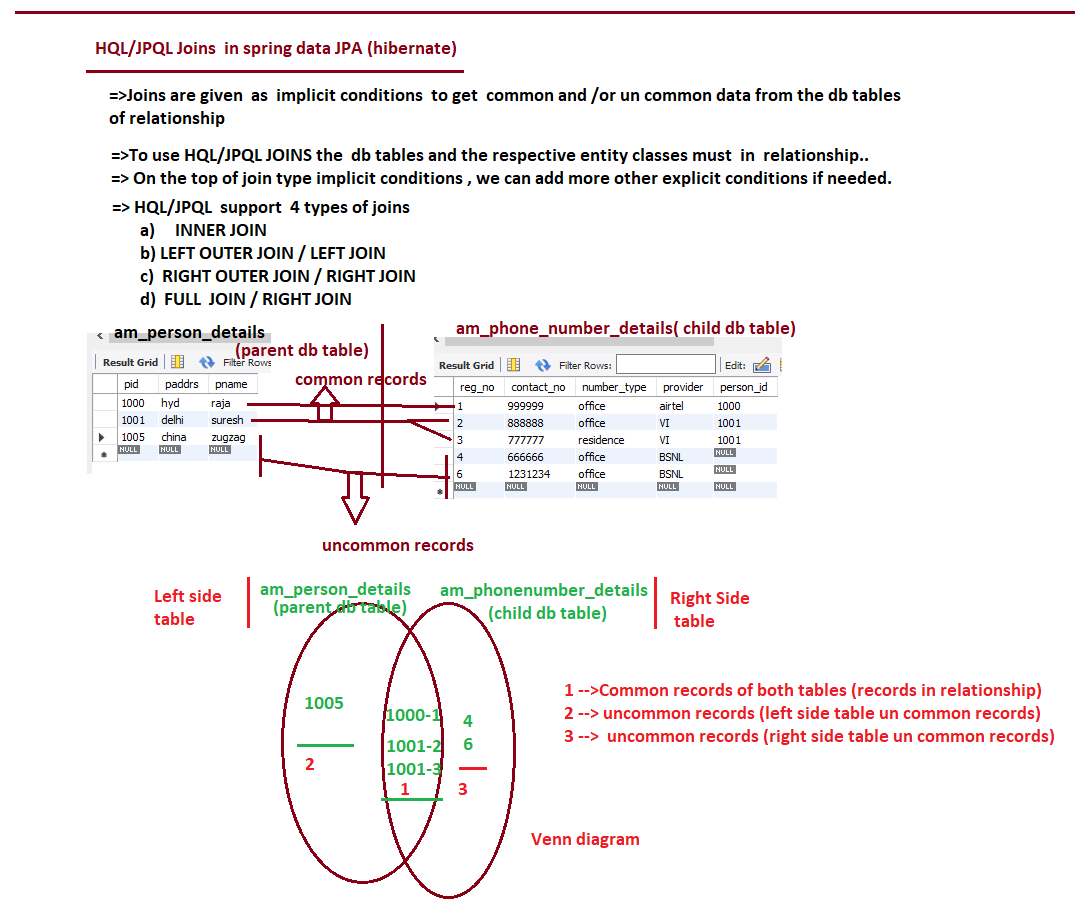 HQL/JPQL Joins  in spring data JPA (hibernate)
=>Joins are given  as  implicit conditions  to get  common and /or un common data from the db tables
of relationship
=>To use HQL/JPQL JOINS the  db tables and the respective entity classes must  in  relationship..
=> On the top of join type implicit conditions , we can add more other explicit conditions if needed.
=> HQL/JPQL  support  4 types of joins
a)    INNER JOIN
b) LEFT OUTER JOIN / LEFT JOIN
c)  RIGHT OUTER JOIN / RIGHT JOIN
d)  FULL  JOIN / RIGHT JOIN
am_person_details
(parent db table)
Result Grid Filter Rows
pid paddrs pname
1000 hyd raja
1001 delhi suresh
1005 china zugzag
NULL NULL NULL
common records
am_phone_number_details( child db table)
Result Grid Filter Rows: Edit:
reg_no contact_no number_type provider person_id
1 999999 office airtel 1000
2 888888 office VI 1001
3 777777 residence VI 1001
4 666666 office BSNL NULL
6 1231234 office BSNL NULL
NULL NULL NULL NULL NULL
uncommon records
Left side
table
am_person_details
(parent db table)
am_phonenumber_details
(child db table)
Right Side
table
1005
2
1000-1
1001-2
1001-3
1
4
6
3
1 -->Common records of both tables (records in relationship)
2 --> uncommon records (left side table un common records)
3 -->  uncommon records (right side table un common records)
Venn diagram